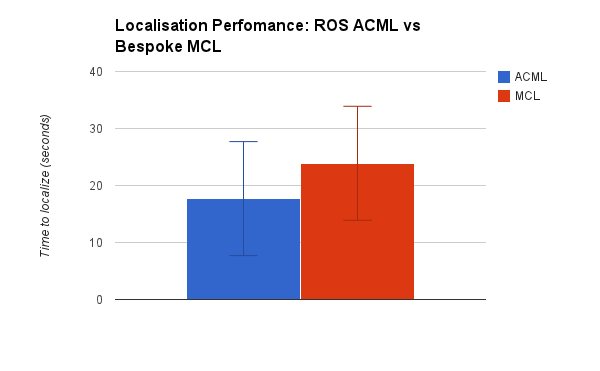 Localisation Perfomance: ROS ACML vs
Bespoke MCL
40
30
20
10
0
Time to localize (seconds)
ACML
MCL